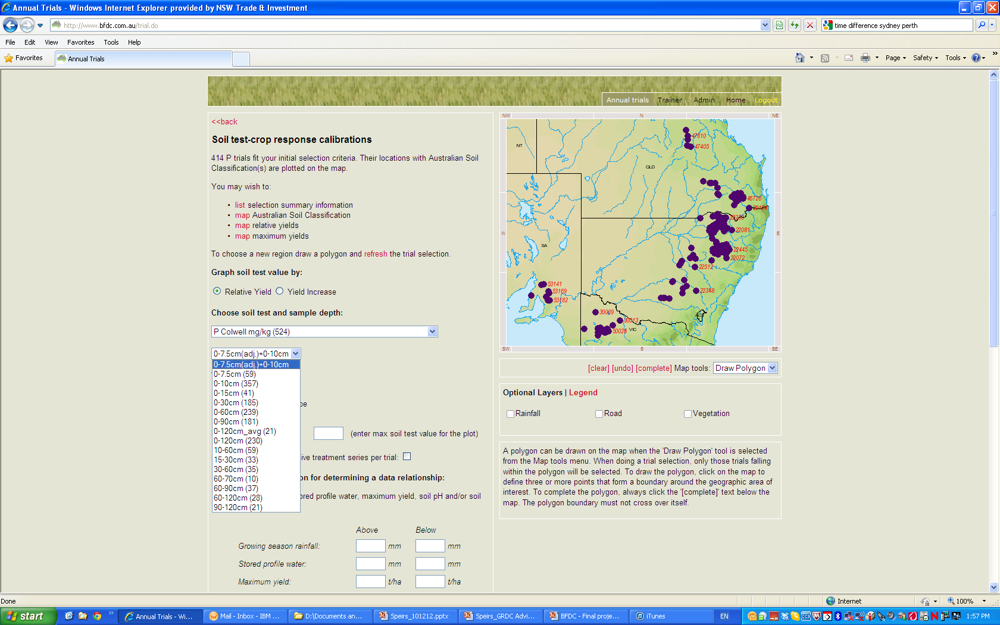 Annual Trials - Windows Internet Explorer provided by NSW Trade & Investment
http://www.bfdc.com.au/trial.do
time difference sydney perth
File Edit View Favorites Tools Help
Favorites
Annual Trials
Page Safety Tools
Annual trials Trainer Admin Home Logout
<<back
Soil test-crop response calibrations
414 P trials fit your initial selection criteria. Their locations with Australian Soil
Classification(s) are plotted on the map.
You may wish to:
• list selection summary information
• map Australian Soil Classification
• map relative yields
• map maximum yields
To choose a new region draw a polygon and refresh the trial selection.
Graph soil test value by:
Relative Yield Yield Increase
Choose soil test and sample depth:
P Colwell mg/kg (524)
0-7.5cm(adj.)+0-10cm
0-7.5cm(adj.)+0-10cm
0-7.5cm (59)
0-10cm (357)
0-15cm (41)
0-30cm (185)
0-60cm (239)
0-90cm (181)
0-120cm_avg (21)
0-120cm (230)
10-60cm (59)
15-30cm (33)
30-60cm (35)
60-70cm (10)
60-90cm (37)
60-120cm (28)
90-120cm (21)
pe
(enter max soil test value for the plot)
ive treatment series per trial:
on for determining a data relationship:
ored profile water, maximum yield, soil pH and/or soil
Above Below
Growing season rainfall: mm mm
Stored profile water: mm mm
Maximum yield: t/ha t/ha
NW N NE
47610
47405
NT
QLD
46720
22081
22445
22072
22512
SA
W E
53141
53169
53182
22348
30009
50013
50026
VIC
SW S SE
[clear] [undo] [complete] Map tools: Draw Polygon
Optional Layers | Legend
Rainfall Road Vegetation
A polygon can be drawn on the map when the 'Draw Polygon' tool is selected
from the Map tools menu. When doing a trial selection, only those trials falling
within the polygon will be selected. To draw the polygon, click on the map to
define three or more points that form a boundary around the geographic area of
interest. To complete the polygon, always click the '[complete]' text below the
map. The polygon boundary must not cross over itself.
Done
Internet
100%
start
Annual Trials - Wi...
Mail - Inbox - IBM ...
D:\Documents an...
Speirs_101212.pptx
Speirs_GRDC Advi...
BFDC - Final proje...
iTunes
EN
1:57 PM